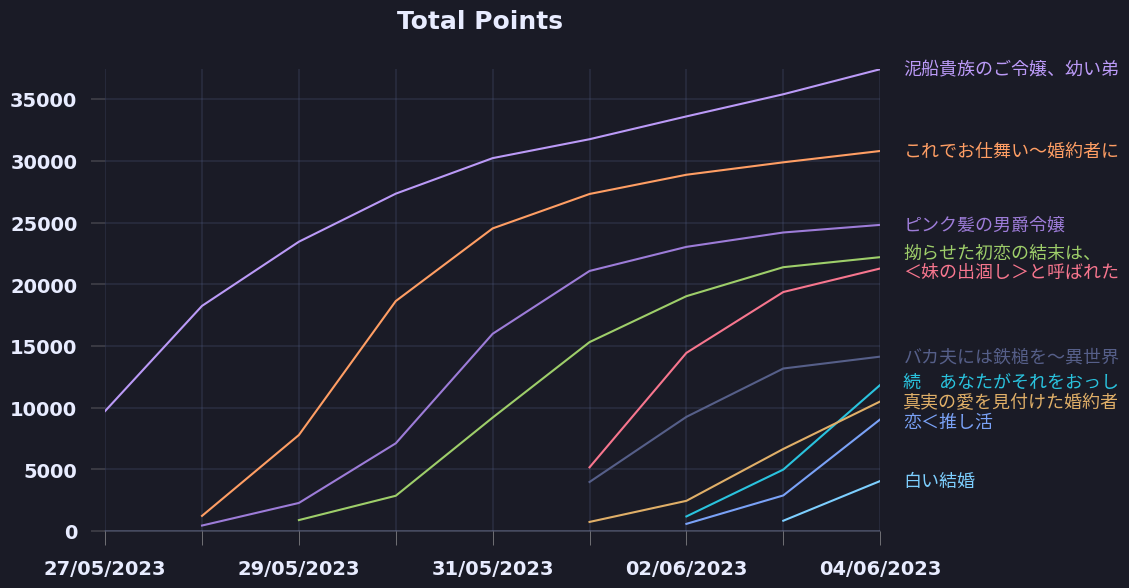 Total Points
35000
30000
25000
20000
15000
10000
5000
0
27/05/2023
29/05/2023
31/05/2023
02/06/2023
04/06/2023
泥船貴族のご令嬢、幼い弟
これでお仕舞い～婚約者に
ピンク髪の男爵令嬢
拗らせた初恋の結末は、
＜妹の出涸し＞と呼ばれた
バカ夫には鉄槌を～異世界
続　あなたがそれをおっし
真実の愛を見付けた婚約者
恋＜推し活
白い結婚